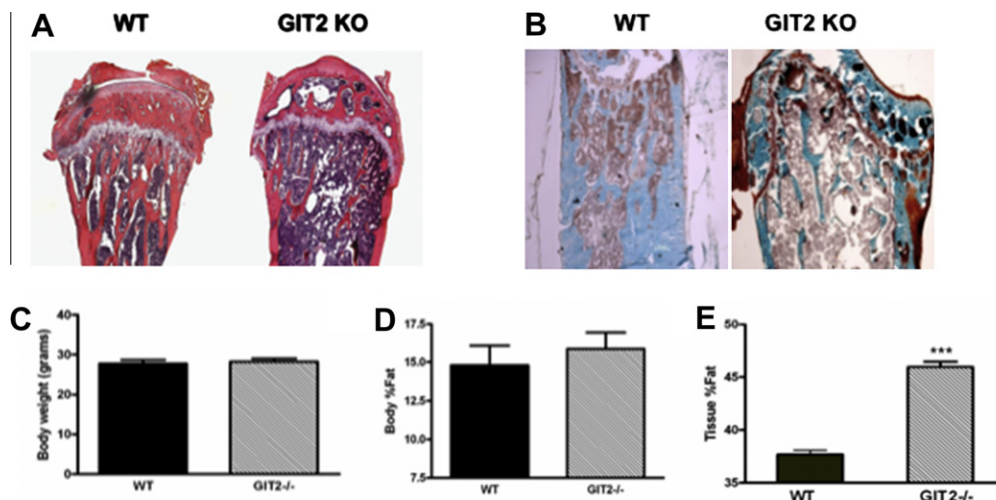 A WT GIT2 KO
B WT GIT2 KO
C
Body weight (grams)
40
30
20
10
0
WT GIT2-/-
D
Body %Fat
17.5
15.0
12.5
10.0
7.5
WT GIT2-/-
E
Tissue %Fat
50
45
40
35
***
WT GIT2-/-